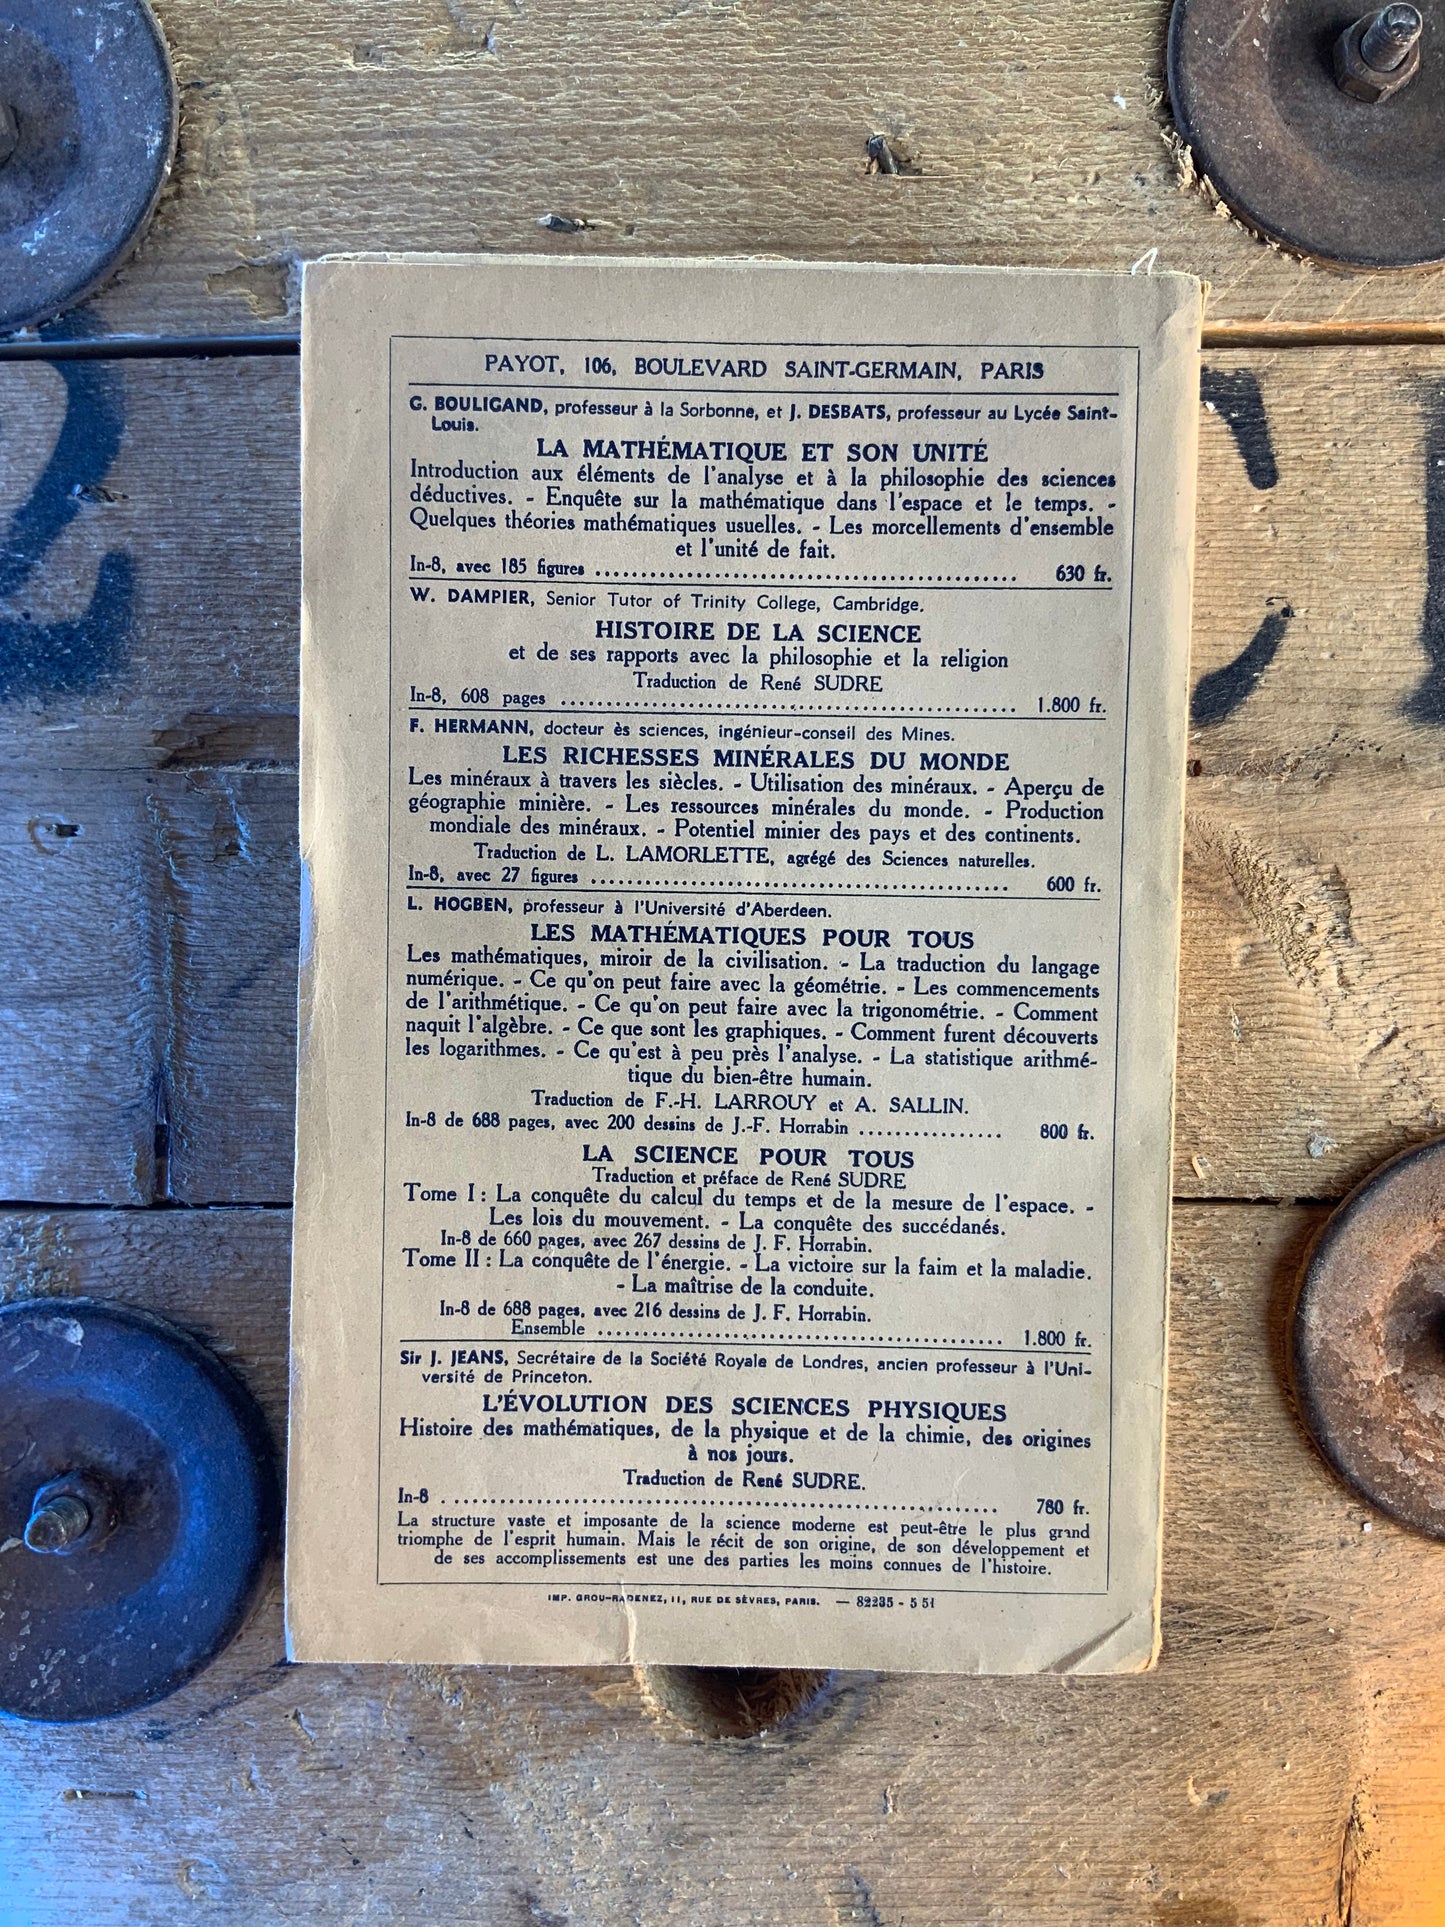 PAYOT, 106, BOULEVARD SAINT-GERMAIN, PARIS
G. BOULIGAND, professeur à la Sorbonne, et J. DESBATS, professeur au Lycée Saint-
Louis.
LA MATHÉMATIQUE ET SON UNITÉ
Introduction aux éléments de l'analyse et à la philosophie des sciences
déductives. - Enquête sur la mathématique dans l'espace et le temps. -
Quelques théories mathématiques usuelles. - Les morcellements d'ensemble
et l'unité de fait.
In-8, avec 185 figures ........................................ 630 fr.
W. DAMPIER, Senior Tutor of Trinity College, Cambridge.
HISTOIRE DE LA SCIENCE
et de ses rapports avec la philosophie et la religion
Traduction de René SUDRE
In-8, 608 pages ........................................ 1.800 fr.
F. HERMANN, docteur ès sciences, ingénieur-conseil des Mines.
LES RICHESSES MINÉRALES DU MONDE
Les minéraux à travers les siècles. - Utilisation des minéraux. - Aperçu de
géographie minière. - Les ressources minérales du monde. - Production
mondiale des minéraux. - Potentiel minier des pays et des continents.
Traduction de L. LAMORLETTE, agrégé des Sciences naturelles.
In-8, avec 27 figures ........................................ 600 fr.
L. HOGBEN, professeur à l'Université d'Aberdeen.
LES MATHÉMATIQUES POUR TOUS
Les mathématiques, miroir de la civilisation. - La traduction du langage
numérique. - Ce qu'on peut faire avec la géométrie. - Les commencements
de l'arithmétique. - Ce qu'on peut faire avec la trigonométrie. - Comment
naquit l'algèbre. - Ce que sont les graphiques. - Comment furent découverts
les logarithmes. - Ce qu'est à peu près l'analyse. - La statistique arithmé-
tique du bien-être humain.
Traduction de F.-H. LARROUY et A. SALLIN.
In-8 de 688 pages, avec 200 dessins de J.-F. Horrabin ................ 800 fr.
LA SCIENCE POUR TOUS
Traduction et préface de René SUDRE
Tome I : La conquête du calcul du temps et de la mesure de l'espace. -
Les lois du mouvement. - La conquête des succédanés.
In-8 de 660 pages, avec 267 dessins de J. F. Horrabin.
Tome II : La conquête de l'énergie. - La victoire sur la faim et la maladie.
- La maîtrise de la conduite.
In-8 de 688 pages, avec 216 dessins de J. F. Horrabin.
Ensemble ........................................ 1.800 fr.
Sir J. JEANS, Secrétaire de la Société Royale de Londres, ancien professeur à l'Uni-
versité de Princeton.
L'ÉVOLUTION DES SCIENCES PHYSIQUES
Histoire des mathématiques, de la physique et de la chimie, des origines
à nos jours.
Traduction de René SUDRE.
In-8 ........................................ 780 fr.
La structure vaste et imposante de la science moderne est peut-être le plus grand
triomphe de l'esprit humain. Mais le récit de son origine, de son développement et
de ses accomplissements est une des parties les moins connues de l'histoire.
IMP. GROU-RADENEZ, 11, RUE DE SÈVRES, PARIS. — 82235 - 5 51